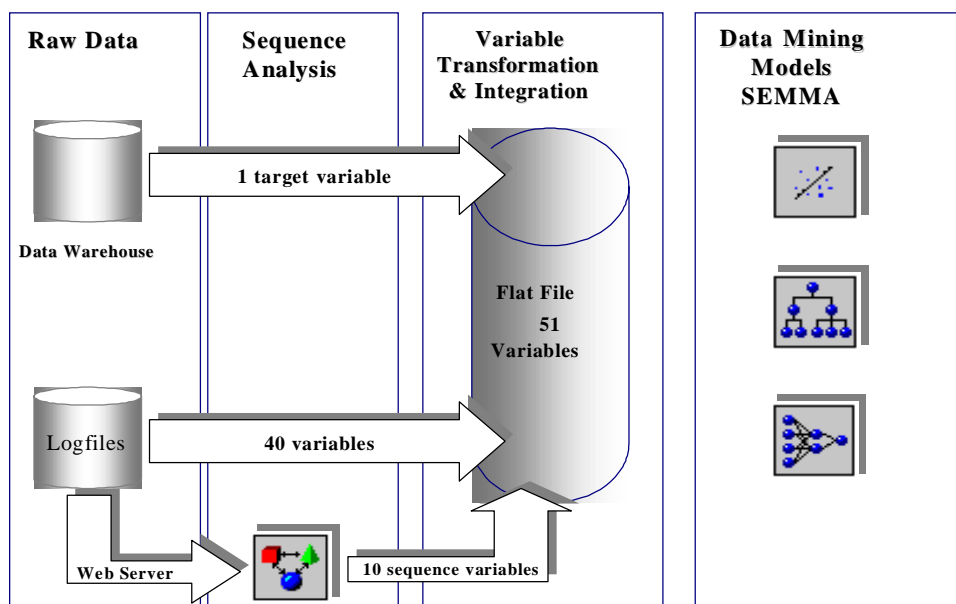 Raw Data
Sequence
Analysis
Variable
Transformation
& Integration
Data Mining
Models
SEMMA
1 target variable
Data Warehouse
Flat File
51
Variables
Logfiles
40 variables
Web Server
10 sequence variables